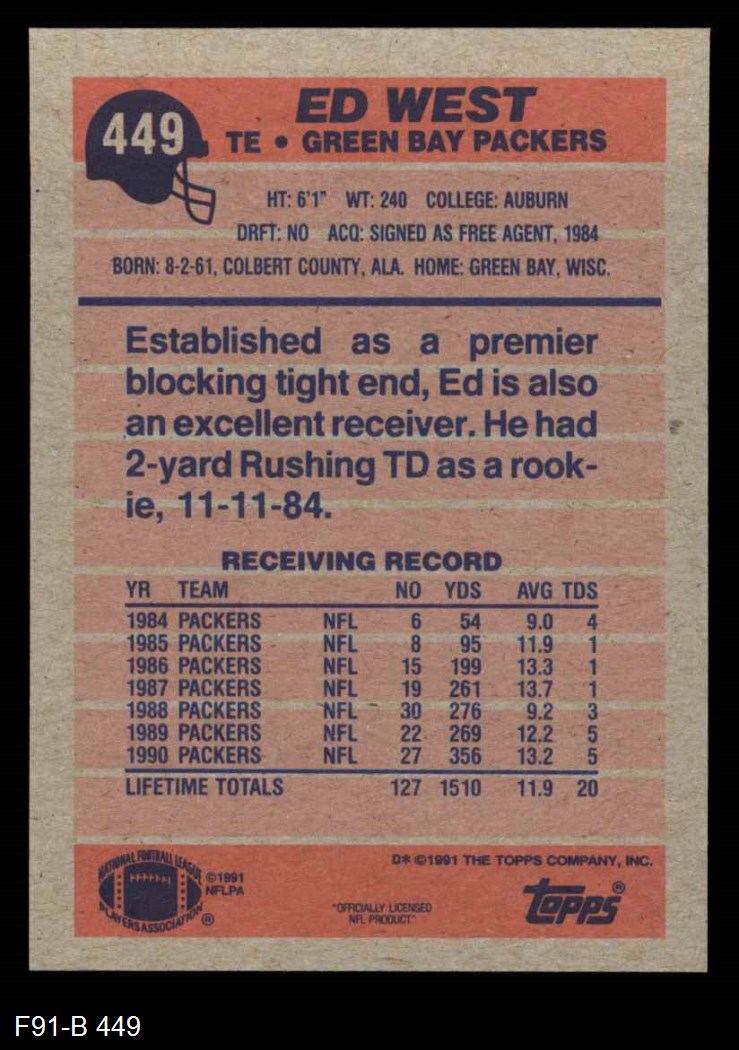 449
ED WEST
TE • GREEN BAY PACKERS
HT: 6'1" WT: 240 COLLEGE: AUBURN
DRFT: NO ACQ: SIGNED AS FREE AGENT, 1984
BORN: 8-2-61, COLBERT COUNTY, ALA. HOME: GREEN BAY, WISC.
Established as a premier
blocking tight end, Ed is also
an excellent receiver. He had
2-yard Rushing TD as a rook-
ie, 11-11-84.
RECEIVING RECORD
YR TEAM NO YDS AVG TDS
1984 PACKERS NFL 6 54 9.0 4
1985 PACKERS NFL 8 95 11.9 1
1986 PACKERS NFL 15 199 13.3 1
1987 PACKERS NFL 19 261 13.7 1
1988 PACKERS NFL 30 276 9.2 3
1989 PACKERS NFL 22 269 12.2 5
1990 PACKERS NFL 27 356 13.2 5
LIFETIME TOTALS 127 1510 11.9 20
NATIONAL FOOTBALL LEAGUE
PLAYERS ASSOCIATION ®
©1991
NFLPA
"OFFICIALLY LICENSED
NFL PRODUCT"
D* ©1991 THE TOPPS COMPANY, INC.
topps®
F91-B 449